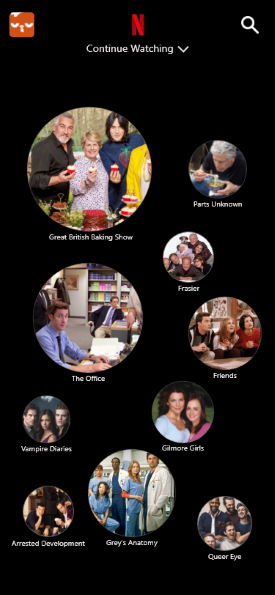 Continue Watching
Great British Baking Show
Parts Unknown
Frasier
The Office
Friends
Vampire Diaries
Gilmore Girls
Arrested Development
Grey's Anatomy
Queer Eye